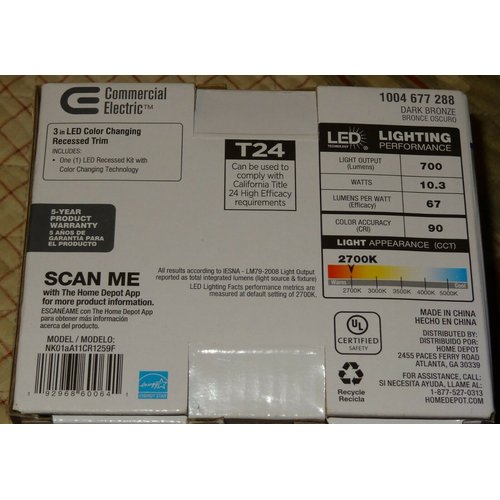 Commercial
Electric™
3 in LED Color Changing
Recessed Trim
INCLUDES:
• One (1) LED Recessed Kit with
Color Changing Technology
5-YEAR
PRODUCT
WARRANTY
5 AÑOS DE
GARANTÍA PARA
EL PRODUCTO
SCAN ME
with The Home Depot App
for more product information.
ESCANÉAME con The Home Depot App
para obtener más información
acerca del producto.
MODEL / MODELO:
NK01aA11CR1259F
1 92968 60064 1
ENERGY STAR
T24
Can be used to
comply with
California Title
24 High Efficacy
requirements
All results according to IESNA - LM79-2008 Light Output
reported as total integrated lumens (light source & fixture)
LED Lighting Facts performance metrics are
measured at default setting of 2700K.
1004 677 288
DARK BRONZE
BRONCE OSCURO
LED
TECHNOLOGY
LIGHTING
PERFORMANCE
LIGHT OUTPUT
(Lumens)
700
WATTS
10.3
LUMENS PER WATT
(Efficacy)
67
COLOR ACCURACY
(CRI)
90
LIGHT APPEARANCE (CCT)
2700K
Warm
Cool
2700K 3000K 3500K 4000K 5000K
UL
CERTIFIED
SAFETY
Recycle
Recicla
MADE IN CHINA
HECHO EN CHINA
DISTRIBUTED BY:
DISTRIBUIDO POR:
HOME DEPOT
2455 PACES FERRY ROAD
ATLANTA, GA 30339
FOR ASSISTANCE, CALL:
SI NECESITA AYUDA, LLAME AL:
1-877-527-0313
HOMEDEPOT.COM